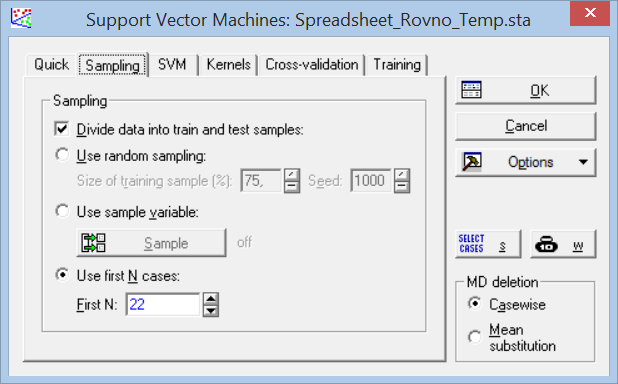 Support Vector Machines: Spreadsheet_Rovno_Temp.sta
Quick Sampling SVM Kernels Cross-validation Training
Sampling
Divide data into train and test samples:
Use random sampling:
Size of training sample (%): 75, Seed: 1000
Use sample variable:
Sample off
Use first N cases:
First N: 22
OK
Cancel
Options
SELECT CASES S W
MD deletion
Casewise
Mean
substitution